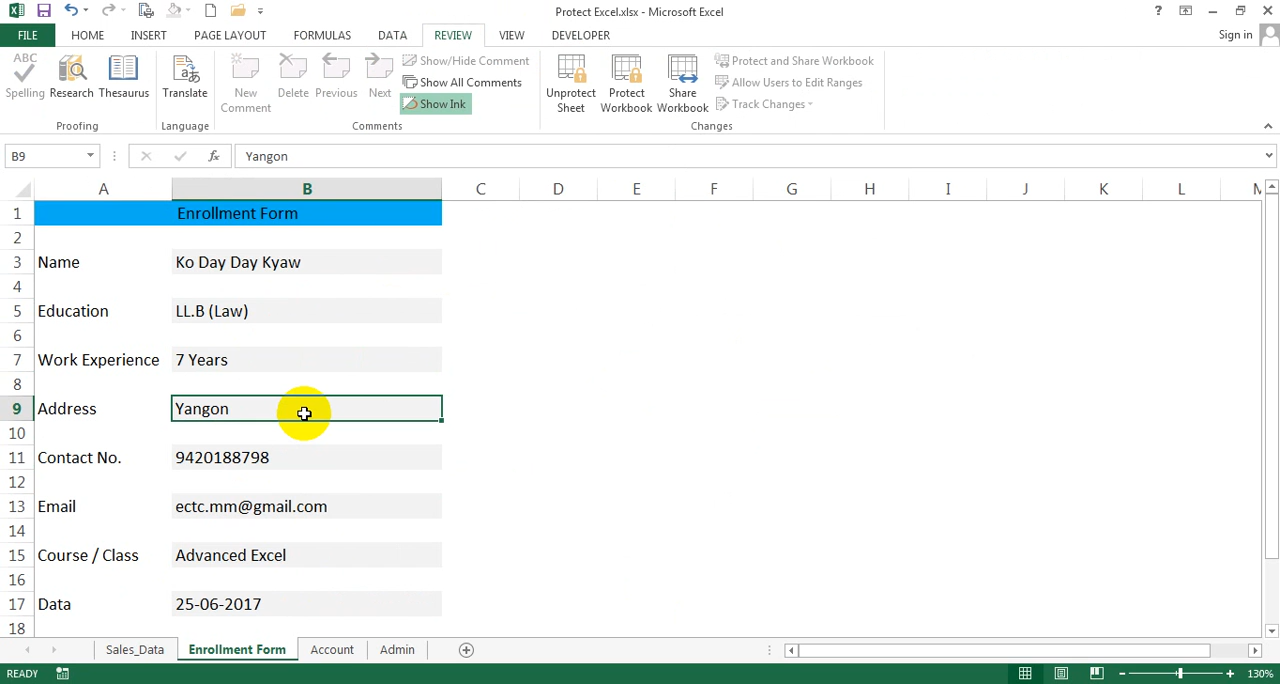 Protect Excel.xlsx - Microsoft Excel
?
FILE HOME INSERT PAGE LAYOUT FORMULAS DATA REVIEW VIEW DEVELOPER Sign in
ABC
Spelling Research Thesaurus
Proofing
Translate
Language
New Comment
Delete Previous Next
Show/Hide Comment
Show All Comments
Show Ink
Comments
Unprotect Sheet
Protect Workbook
Share Workbook
Protect and Share Workbook
Allow Users to Edit Ranges
Track Changes
Changes
B9 fx Yangon
A B C D E F G H I J K L M
1 Enrollment Form
2
3 Name Ko Day Day Kyaw
4
5 Education LL.B (Law)
6
7 Work Experience 7 Years
8
9 Address Yangon
10
11 Contact No. 9420188798
12
13 Email ectc.mm@gmail.com
14
15 Course / Class Advanced Excel
16
17 Data 25-06-2017
18
Sales_Data Enrollment Form Account Admin
READY 130%